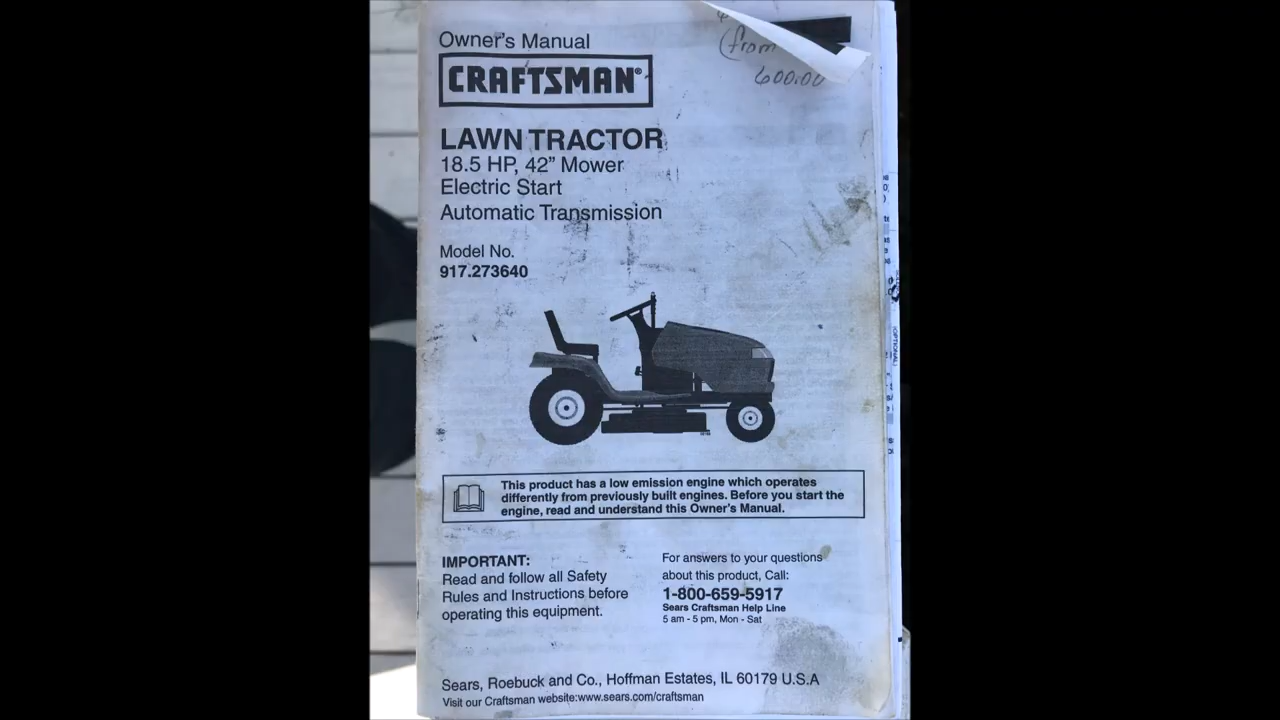 Owner's Manual
(from
600.00
CRAFTSMAN®
LAWN TRACTOR
18.5 HP, 42" Mower
Electric Start
Automatic Transmission
Model No.
917.273640
This product has a low emission engine which operates
differently from previously built engines. Before you start the
engine, read and understand this Owner's Manual.
IMPORTANT:
Read and follow all Safety
Rules and Instructions before
operating this equipment.
For answers to your questions
about this product, Call:
1-800-659-5917
Sears Craftsman Help Line
5 am - 5 pm, Mon - Sat
Sears, Roebuck and Co., Hoffman Estates, IL 60179 U.S.A
Visit our Craftsman website:www.sears.com/craftsman
(OPTIONAL)